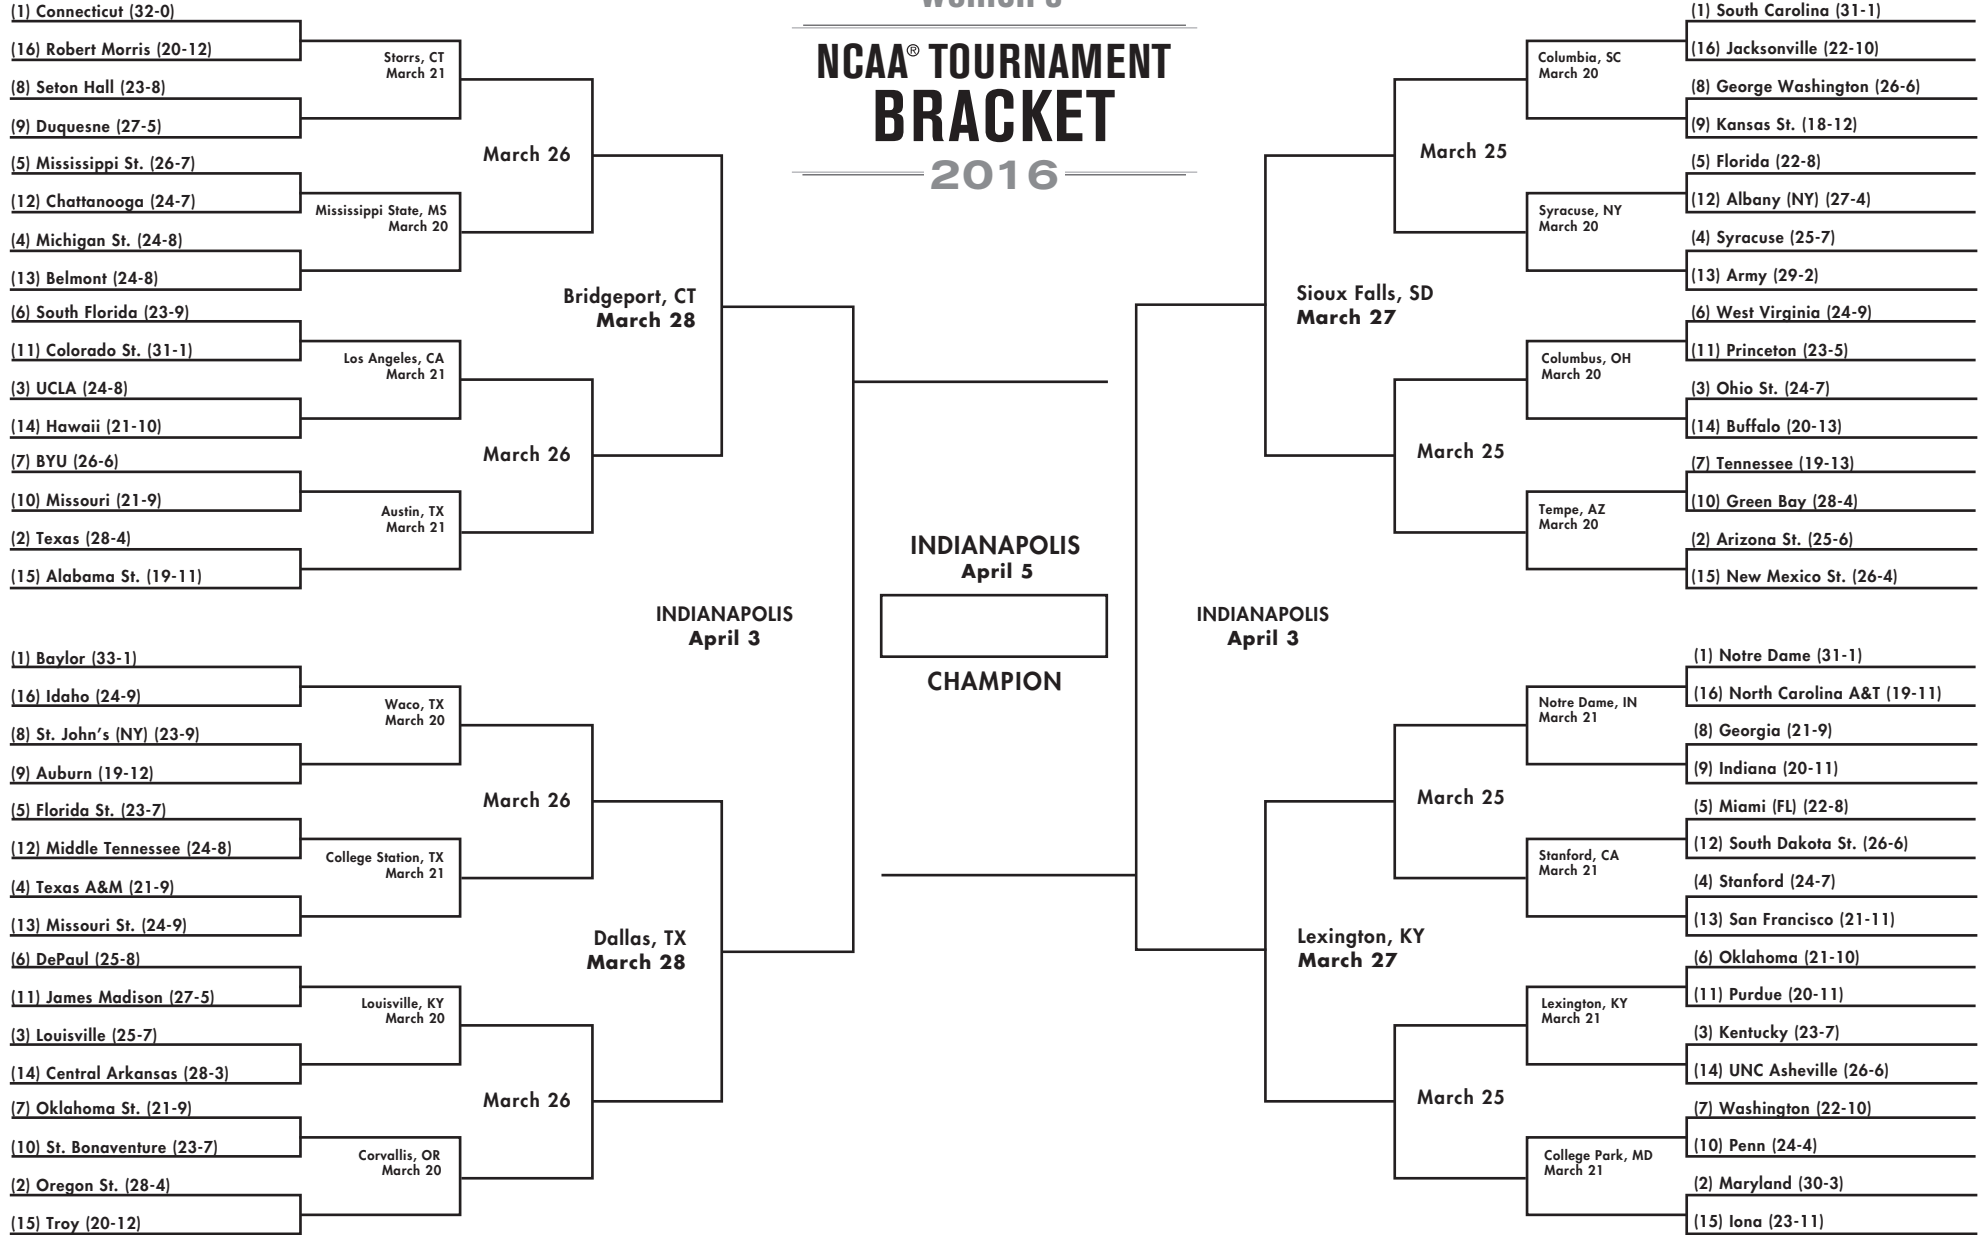 Women's
NCAA® TOURNAMENT
BRACKET
2016
(1) Connecticut (32-0)
(16) Robert Morris (20-12)
(8) Seton Hall (23-8)
(9) Duquesne (27-5)
(5) Mississippi St. (26-7)
(12) Chattanooga (24-7)
(4) Michigan St. (24-8)
(13) Belmont (24-8)
(6) South Florida (23-9)
(11) Colorado St. (31-1)
(3) UCLA (24-8)
(14) Hawaii (21-10)
(7) BYU (26-6)
(10) Missouri (21-9)
(2) Texas (28-4)
(15) Alabama St. (19-11)
Storrs, CT
March 21
Mississippi State, MS
March 20
Los Angeles, CA
March 21
Austin, TX
March 21
March 26
March 26
Bridgeport, CT
March 28
(1) Baylor (33-1)
(16) Idaho (24-9)
(8) St. John's (NY) (23-9)
(9) Auburn (19-12)
(5) Florida St. (23-7)
(12) Middle Tennessee (24-8)
(4) Texas A&M (21-9)
(13) Missouri St. (24-9)
(6) DePaul (25-8)
(11) James Madison (27-5)
(3) Louisville (25-7)
(14) Central Arkansas (28-3)
(7) Oklahoma St. (21-9)
(10) St. Bonaventure (23-7)
(2) Oregon St. (28-4)
(15) Troy (20-12)
Waco, TX
March 20
College Station, TX
March 21
Louisville, KY
March 20
Corvallis, OR
March 20
March 26
March 26
Dallas, TX
March 28
INDIANAPOLIS
April 3
INDIANAPOLIS
April 5
CHAMPION
INDIANAPOLIS
April 3
Sioux Falls, SD
March 27
March 25
March 25
Columbia, SC
March 20
Syracuse, NY
March 20
Columbus, OH
March 20
Tempe, AZ
March 20
(1) South Carolina (31-1)
(16) Jacksonville (22-10)
(8) George Washington (26-6)
(9) Kansas St. (18-12)
(5) Florida (22-8)
(12) Albany (NY) (27-4)
(4) Syracuse (25-7)
(13) Army (29-2)
(6) West Virginia (24-9)
(11) Princeton (23-5)
(3) Ohio St. (24-7)
(14) Buffalo (20-13)
(7) Tennessee (19-13)
(10) Green Bay (28-4)
(2) Arizona St. (25-6)
(15) New Mexico St. (26-4)
Lexington, KY
March 27
March 25
March 25
Notre Dame, IN
March 21
Stanford, CA
March 21
Lexington, KY
March 21
College Park, MD
March 21
(1) Notre Dame (31-1)
(16) North Carolina A&T (19-11)
(8) Georgia (21-9)
(9) Indiana (20-11)
(5) Miami (FL) (22-8)
(12) South Dakota St. (26-6)
(4) Stanford (24-7)
(13) San Francisco (21-11)
(6) Oklahoma (21-10)
(11) Purdue (20-11)
(3) Kentucky (23-7)
(14) UNC Asheville (26-6)
(7) Washington (22-10)
(10) Penn (24-4)
(2) Maryland (30-3)
(15) Iona (23-11)